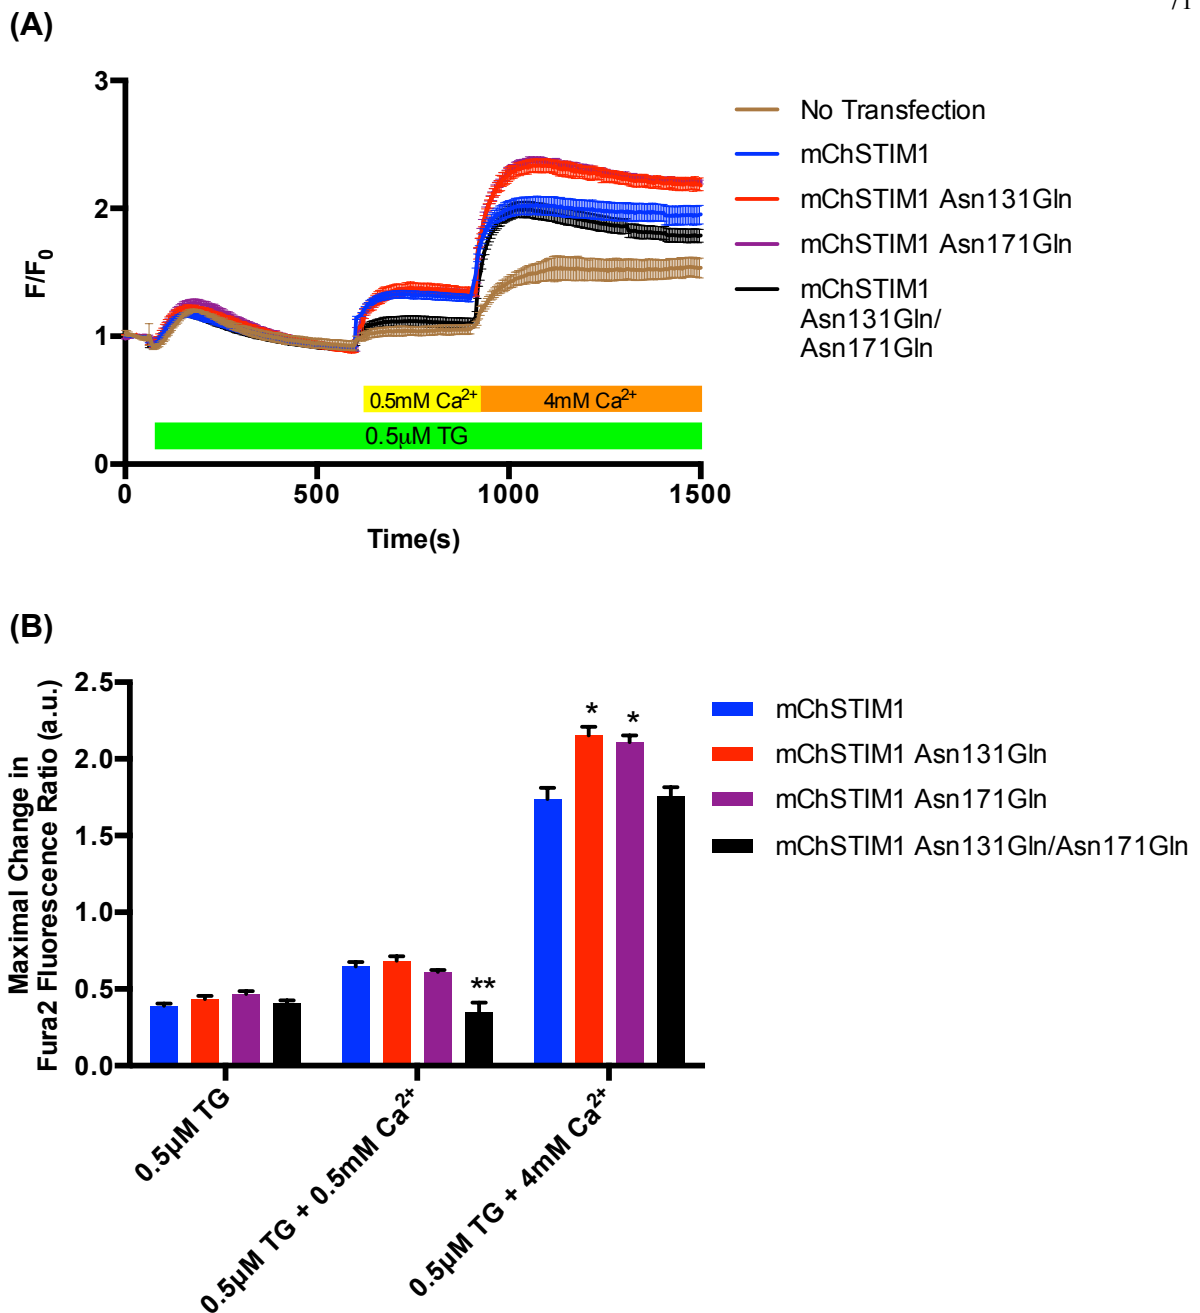 (A)
3
2
1
0
F/F0
0
500
1000
1500
Time(s)
0.5mM Ca2+
4mM Ca2+
0.5μM TG
No Transfection
mChSTIM1
mChSTIM1 Asn131Gln
mChSTIM1 Asn171Gln
mChSTIM1
Asn131Gln/
Asn171Gln
(B)
Maximal Change in
Fura2 Fluorescence Ratio (a.u.)
2.5
2.0
1.5
1.0
0.5
0.0
**
*
*
0.5μM TG
0.5μM TG + 0.5mM Ca2+
0.5μM TG + 4mM Ca2+
mChSTIM1
mChSTIM1 Asn131Gln
mChSTIM1 Asn171Gln
mChSTIM1 Asn131Gln/Asn171Gln